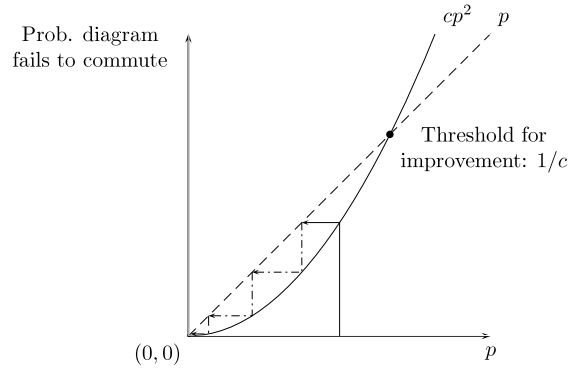 cp²
p
Prob. diagram
fails to commute
Threshold for
improvement: 1/c
(0, 0)
p